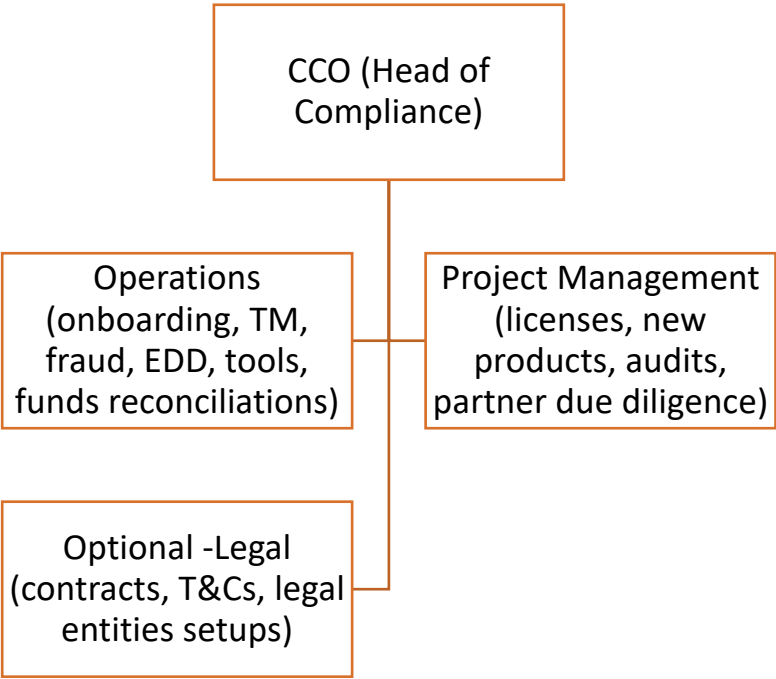 CCO (Head of
Compliance)
Operations
(onboarding, TM,
fraud, EDD, tools,
funds reconciliations)
Project Management
(licenses, new
products, audits,
partner due diligence)
Optional -Legal
(contracts, T&Cs, legal
entities setups)